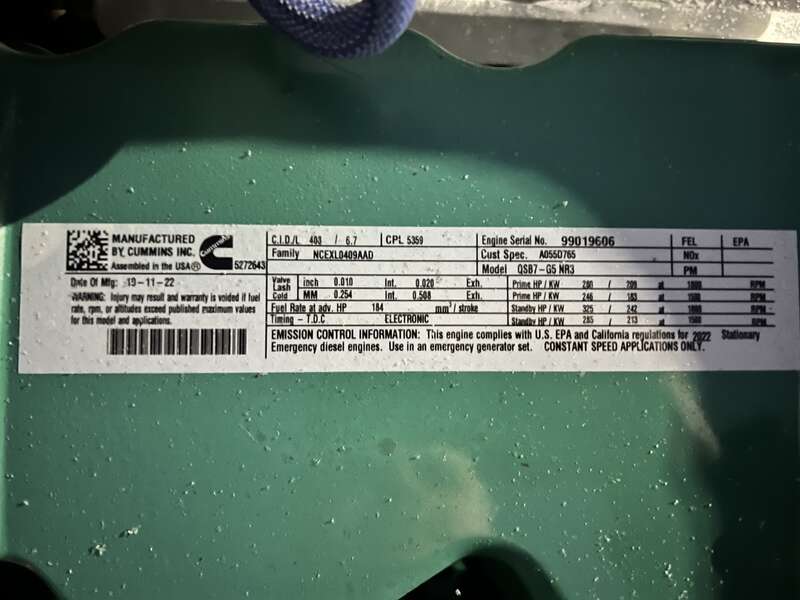 MANUFACTURED
BY CUMMINS INC.
Assembled in the USA
Cummins
5272643
Date Of Mfg: 19-11-22
WARNING: Injury may result and warranty is voided if fuel
rate, rpm, or altitudes exceed published maximum values
for this model and applications.
C.I.D./L 403 / 6.7 CPL 5359
Family NCEXL0409AAD
Engine Serial No. 99019606
Cust Spec. A055D765
Model QSB7-G5 NR3
FEL EPA
NOx
PM
Valve Lash Cold inch 0.010 Int. 0.020 Exh.
MM 0.254 Int. 0.508 Exh.
Fuel Rate at adv. HP 184 mm³/ stroke
Timing - T.D.C ELECTRONIC
Prime HP / KW 280 / 209 at 1800 RPM
Prime HP / KW 246 / 183 at 1500 RPM
Standby HP / KW 325 / 242 at 1800 RPM
Standby HP / KW 285 / 213 at 1500 RPM
EMISSION CONTROL INFORMATION: This engine complies with U.S. EPA and California regulations for 2022 Stationary
Emergency diesel engines. Use in an emergency generator set. CONSTANT SPEED APPLICATIONS ONLY.